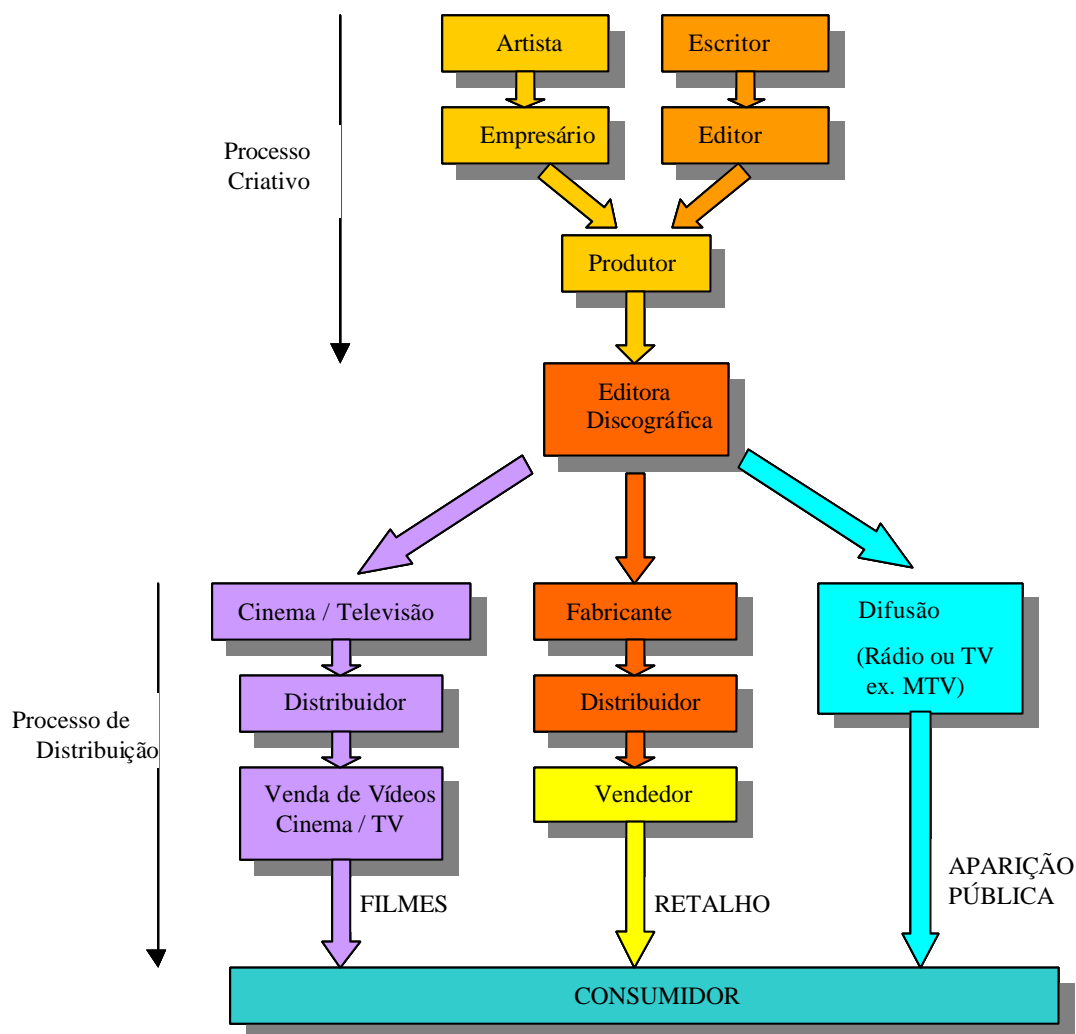 Artista
Escritor
Empresário
Editor
Processo
Criativo
Produtor
Editora
Discográfica
Cinema / Televisão
Fabricante
Difusão
(Rádio ou TV
ex. MTV)
Distribuidor
Distribuidor
Processo de
Distribuição
Venda de Vídeos
Cinema / TV
Vendedor
FILMES
RETALHO
APARIÇÃO
PÚBLICA
CONSUMIDOR